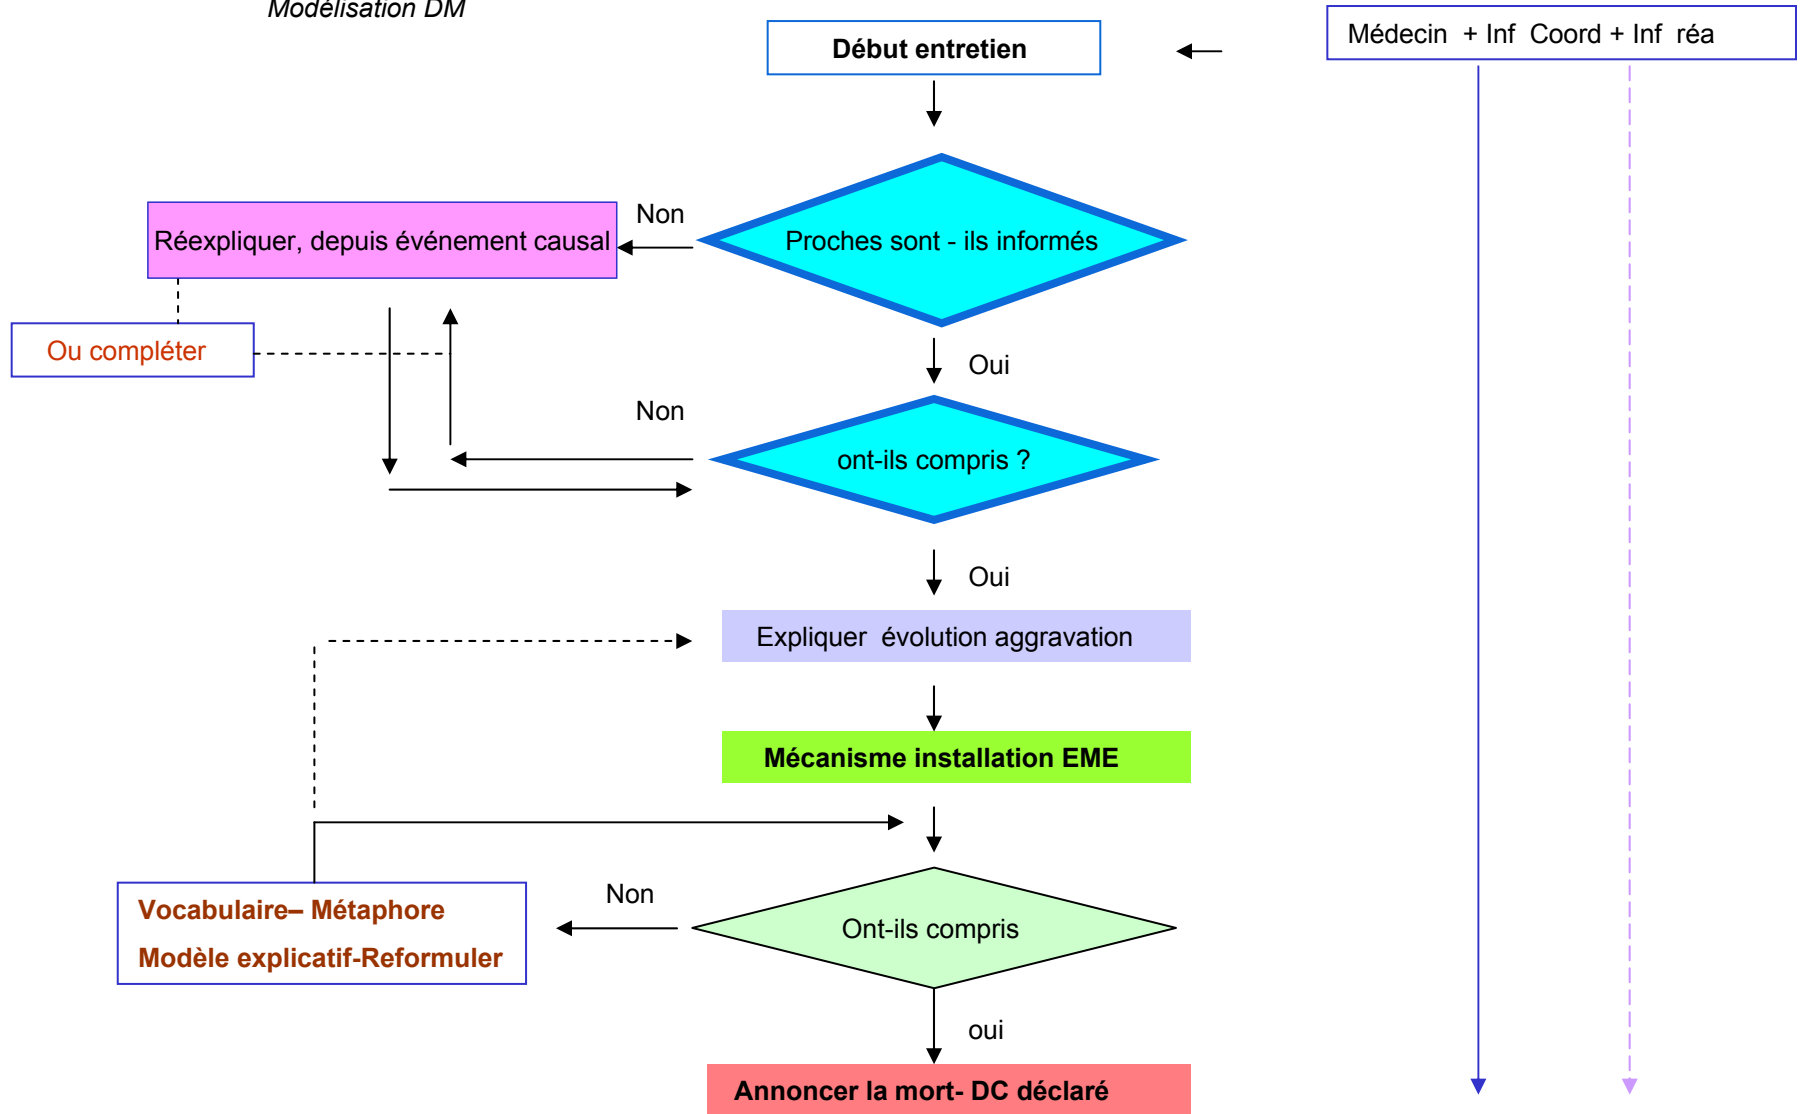 Modélisation DM
Début entretien
Médecin + Inf Coord + Inf réa
Non
Réexpliquer, depuis événement causal
Proches sont - ils informés
Ou compléter
Oui
Non
ont-ils compris ?
Oui
Expliquer évolution aggravation
Mécanisme installation EME
Non
Vocabulaire– Métaphore
Modèle explicatif-Reformuler
Ont-ils compris
oui
Annoncer la mort- DC déclaré